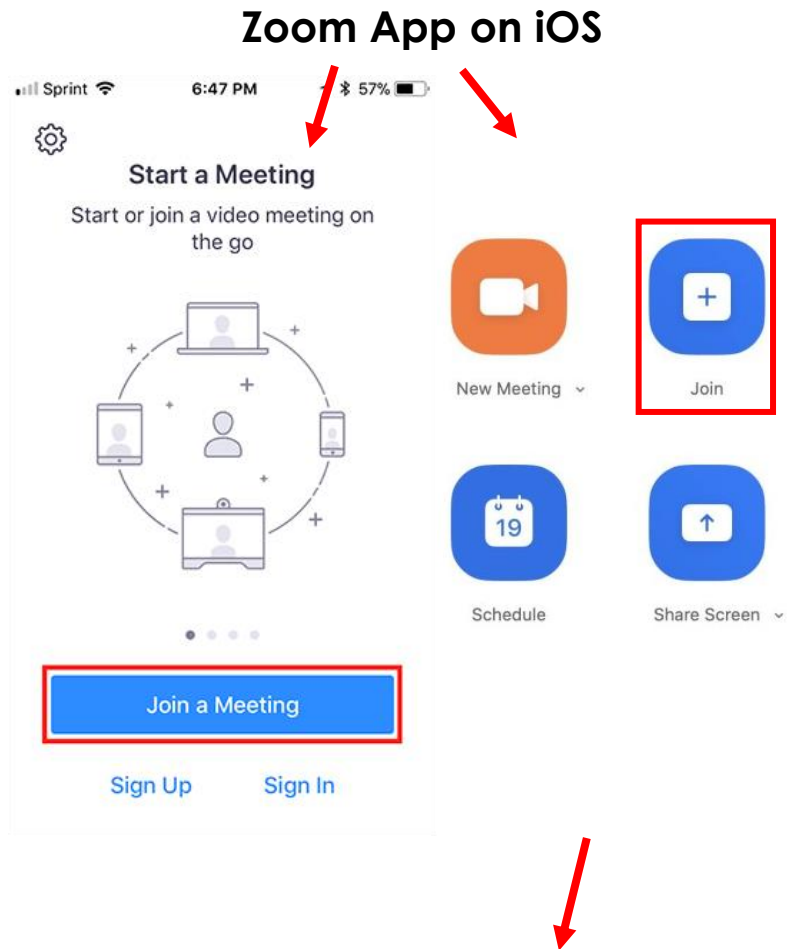 Zoom App on iOS
Sprint 6:47 PM 57%
Start a Meeting
Start or join a video meeting on
the go
New Meeting
Join
19
Schedule
Share Screen
Join a Meeting
Sign Up Sign In